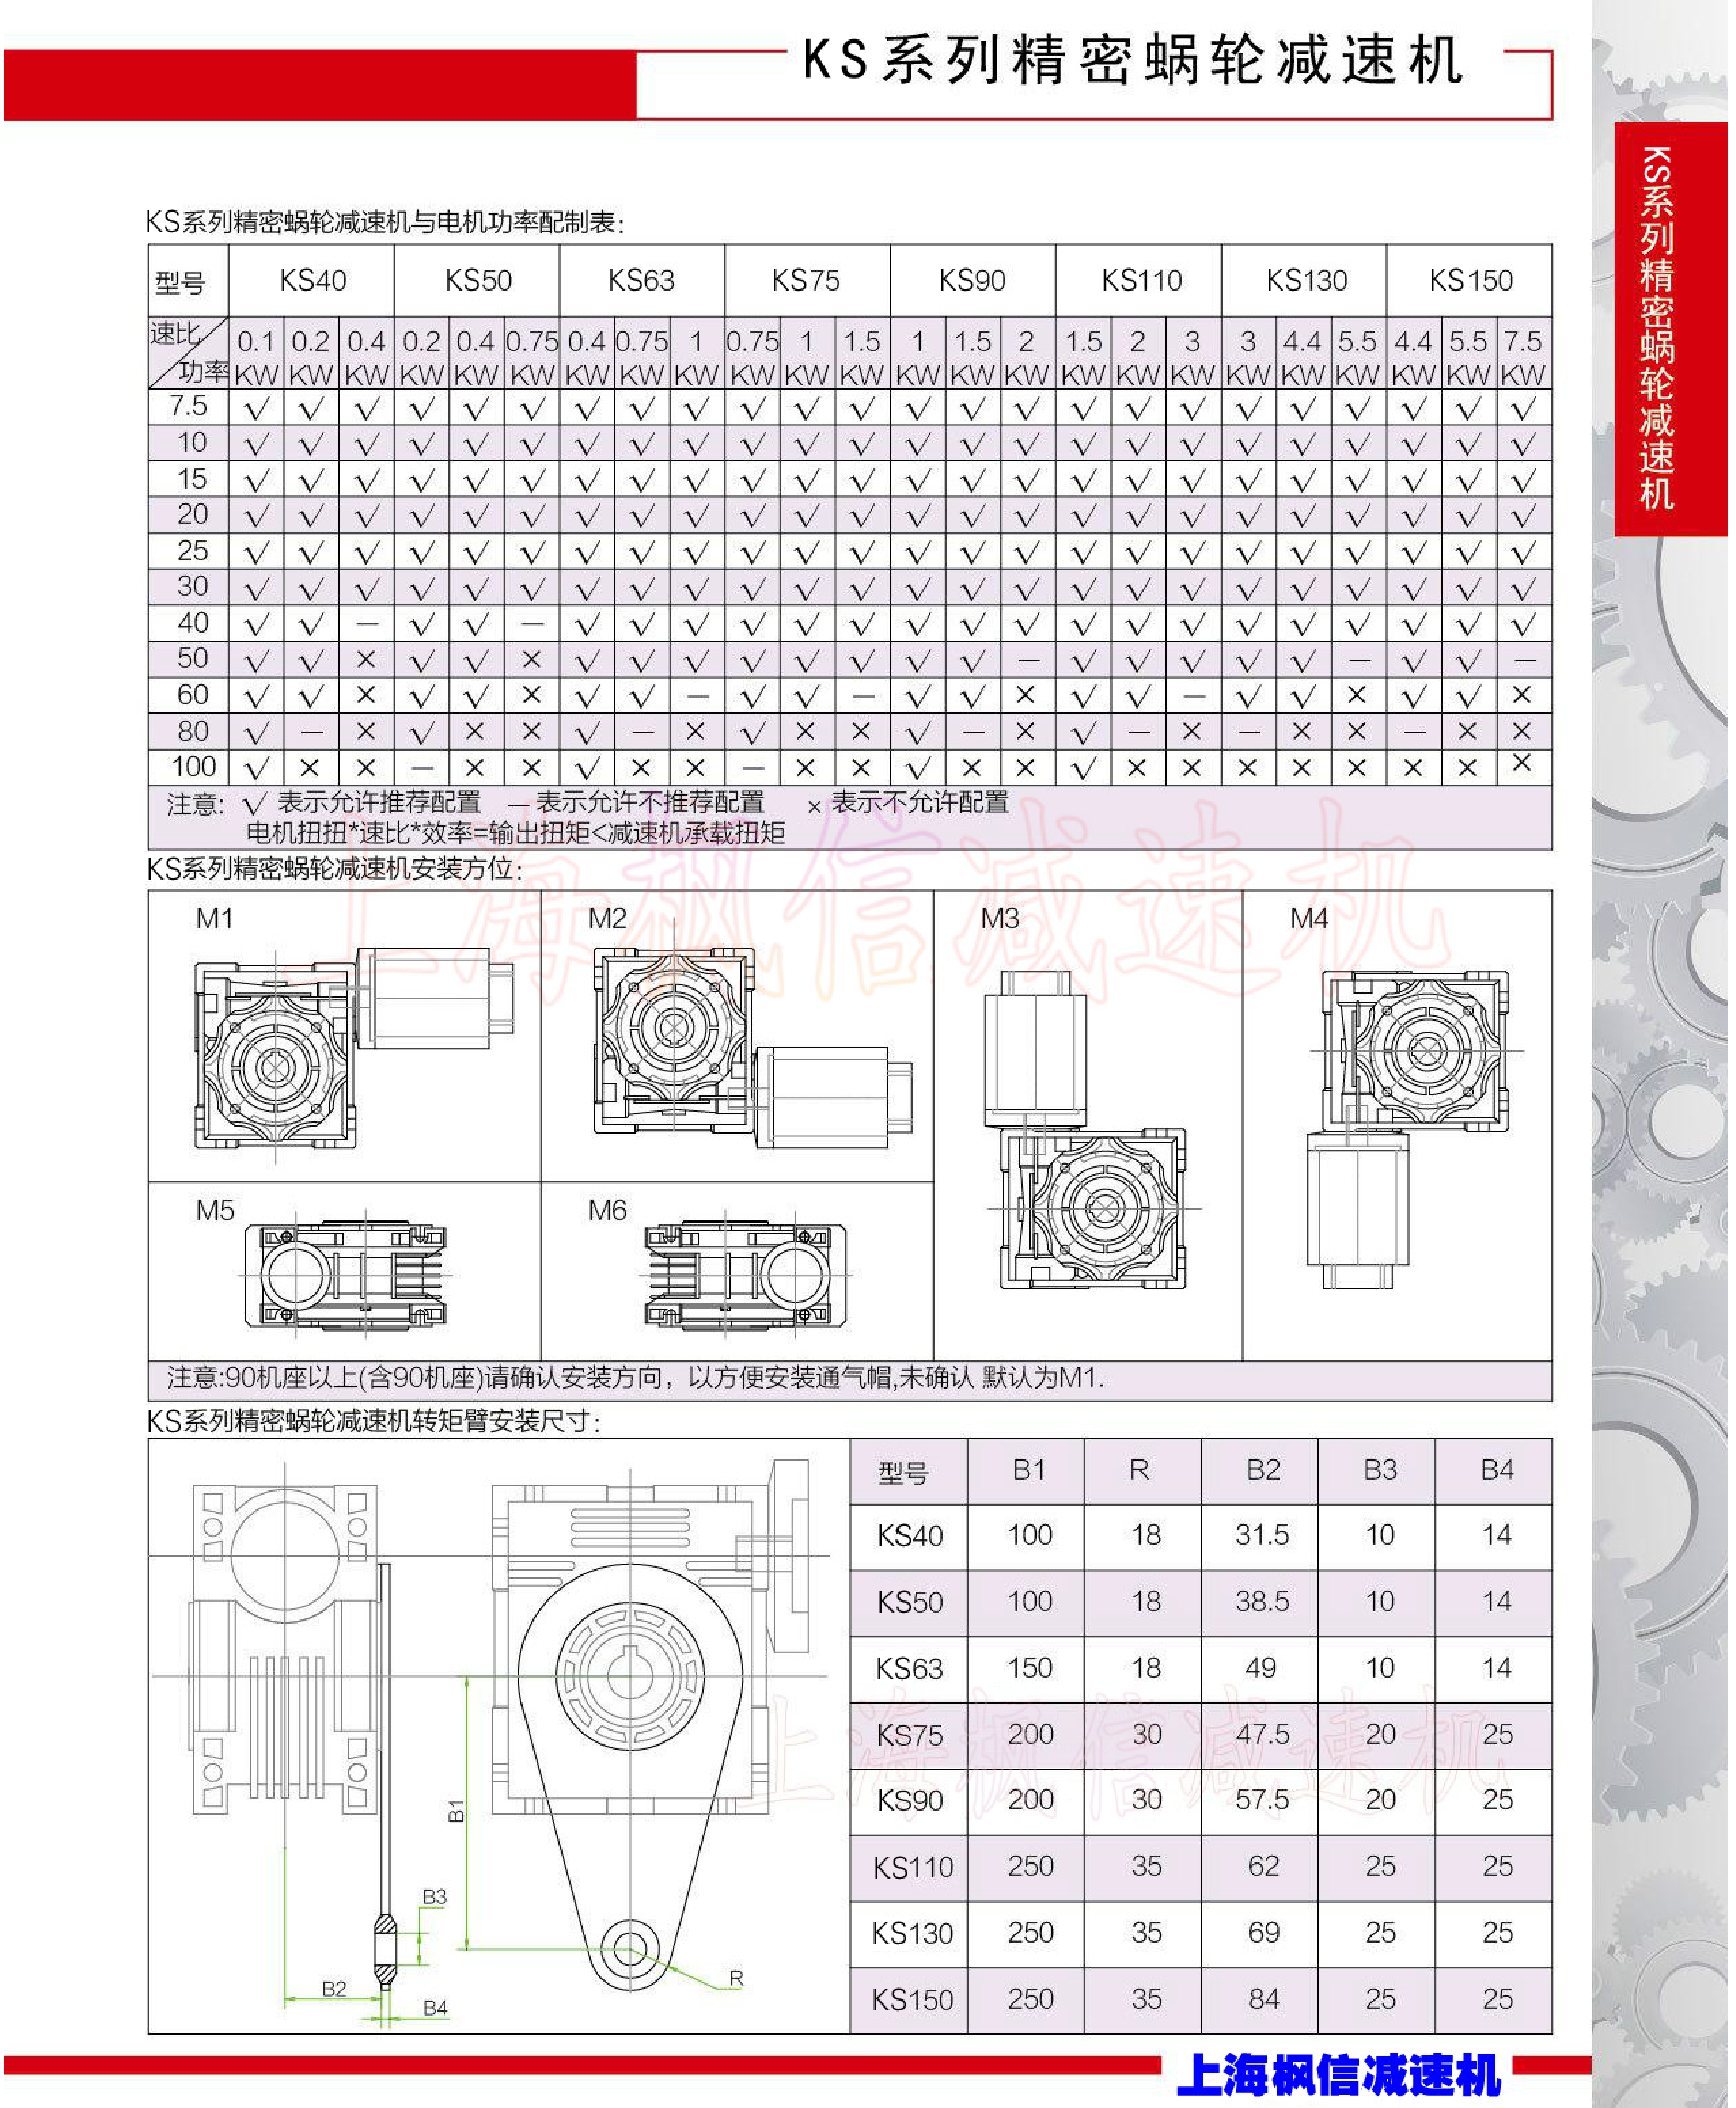 KS系列精密蜗轮减速机
KS系列精密蜗轮减速机
KS系列精密蜗轮减速机与电机功率配制表：
型号 KS40 KS50 KS63 KS75 KS90 KS110 KS130 KS150
速比 0.1 0.2 0.4 0.2 0.4 0.75 0.4 0.75 1 0.75 1 1.5 1 1.5 2 1.5 2 3 3 4.4 5.5 4.4 5.5 7.5
功率 KW KW KW KW KW KW KW KW KW KW KW KW KW KW KW KW KW KW KW KW KW KW KW KW
7.5 √ √ √ √ √ √ √ √ √ √ √ √ √ √ √ √ √ √ √ √ √ √ √ √
10 √ √ √ √ √ √ √ √ √ √ √ √ √ √ √ √ √ √ √ √ √ √ √ √
15 √ √ √ √ √ √ √ √ √ √ √ √ √ √ √ √ √ √ √ √ √ √ √ √
20 √ √ √ √ √ √ √ √ √ √ √ √ √ √ √ √ √ √ √ √ √ √ √ √
25 √ √ √ √ √ √ √ √ √ √ √ √ √ √ √ √ √ √ √ √ √ √ √ √
30 √ √ √ √ √ √ √ √ √ √ √ √ √ √ √ √ √ √ √ √ √ √ √ √
40 √ √ — √ √ — √ √ √ √ √ √ √ √ √ √ √ √ √ √ √ √ √ √
50 √ √ × √ √ × √ √ √ √ √ √ √ √ — √ √ √ √ √ — √ √ —
60 √ √ × √ √ × √ √ — √ √ — √ √ × √ √ — √ √ × √ √ ×
80 √ — × √ × × √ — × √ × × √ — × √ — × — × × — × ×
100 √ × × — × × √ × × — × × √ × × √ × × × × × × × ×
注意: √ 表示允许推荐配置 — 表示允许不推荐配置 × 表示不允许配置
电机扭扭*速比*效率=输出扭矩<减速机承载扭矩
上海枫信减速机
KS系列精密蜗轮减速机安装方位：
M1 M2 M3 M4
M5 M6
注意:90机座以上(含90机座)请确认安装方向，以方便安装通气帽,未确认 默认为M1.
KS系列精密蜗轮减速机转矩臂安装尺寸：
型号 B1 R B2 B3 B4
KS40 100 18 31.5 10 14
KS50 100 18 38.5 10 14
KS63 150 18 49 10 14
KS75 200 30 47.5 20 25
KS90 200 30 57.5 20 25
KS110 250 35 62 25 25
KS130 250 35 69 25 25
KS150 250 35 84 25 25
上海枫信减速机
B1
B3
R
B2
B4
上海枫信减速机